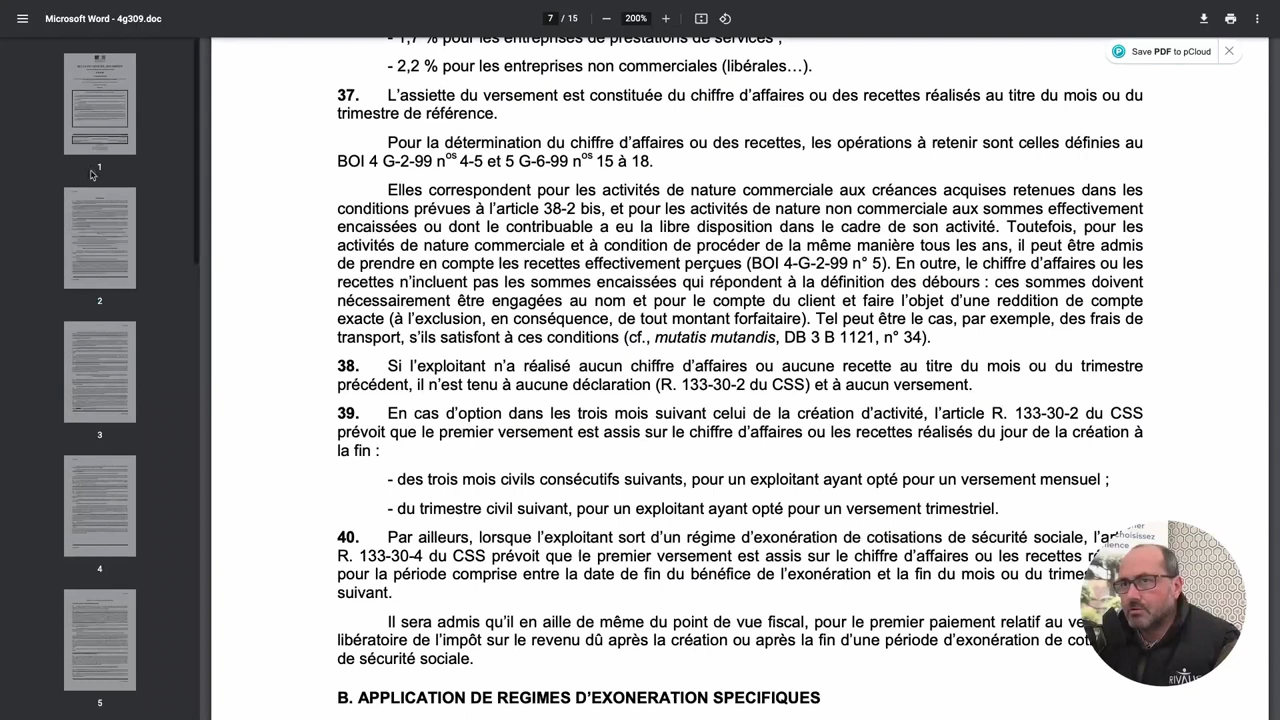 Microsoft Word - 4g309.doc
7 / 15
200%
Save PDF to pCloud
- 1,7 % pour les entreprises de prestations de services ;
- 2,2 % pour les entreprises non commerciales (libérales…).
37. L’assiette du versement est constituée du chiffre d’affaires ou des recettes réalisés au titre du mois ou du
trimestre de référence.
Pour la détermination du chiffre d’affaires ou des recettes, les opérations à retenir sont celles définies au
BOI 4 G-2-99 nos 4-5 et 5 G-6-99 nos 15 à 18.
Elles correspondent pour les activités de nature commerciale aux créances acquises retenues dans les
conditions prévues à l’article 38-2 bis, et pour les activités de nature non commerciale aux sommes effectivement
encaissées ou dont le contribuable a eu la libre disposition dans le cadre de son activité. Toutefois, pour les
activités de nature commerciale et à condition de procéder de la même manière tous les ans, il peut être admis
de prendre en compte les recettes effectivement perçues (BOI 4-G-2-99 n° 5). En outre, le chiffre d’affaires ou les
recettes n’incluent pas les sommes encaissées qui répondent à la définition des débours : ces sommes doivent
nécessairement être engagées au nom et pour le compte du client et faire l’objet d’une reddition de compte
exacte (à l’exclusion, en conséquence, de tout montant forfaitaire). Tel peut être le cas, par exemple, des frais de
transport, s’ils satisfont à ces conditions (cf., mutatis mutandis, DB 3 B 1121, n° 34).
38. Si l’exploitant n’a réalisé aucun chiffre d’affaires ou aucune recette au titre du mois ou du trimestre
précédent, il n’est tenu à aucune déclaration (R. 133-30-2 du CSS) et à aucun versement.
39. En cas d’option dans les trois mois suivant celui de la création d’activité, l’article R. 133-30-2 du CSS
prévoit que le premier versement est assis sur le chiffre d’affaires ou les recettes réalisés du jour de la création à
la fin :
- des trois mois civils consécutifs suivants, pour un exploitant ayant opté pour un versement mensuel ;
- du trimestre civil suivant, pour un exploitant ayant opté pour un versement trimestriel.
40. Par ailleurs, lorsque l’exploitant sort d’un régime d’exonération de cotisations de sécurité sociale,
R. 133-30-4 du CSS prévoit que le premier versement est assis sur le chiffre d’affaires ou les recettes
pour la période comprise entre la date de fin du bénéfice de l’exonération et la fin du mois ou du
suivant.
Il sera admis qu’il en aille de même du point de vue fiscal, pour le premier paiement relatif au
libératoire de l’impôt sur le revenu dû après la création ou après la fin d’une période d’exonération de
de sécurité sociale.
B. APPLICATION DE REGIMES D’EXONERATION SPECIFIQUES
1
2
3
4
5
choisissez